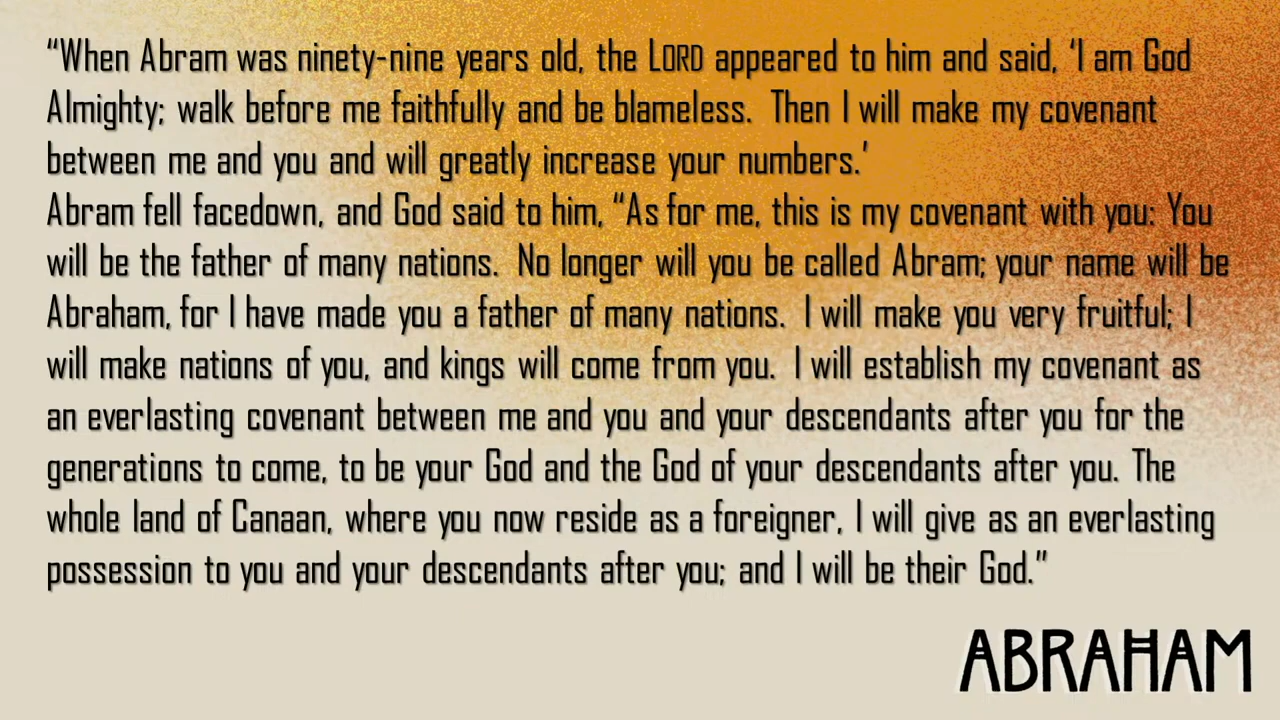 “When Abram was ninety-nine years old, the LORD appeared to him and said, ‘I am God
Almighty; walk before me faithfully and be blameless.  Then I will make my covenant
between me and you and will greatly increase your numbers.’
Abram fell facedown, and God said to him, “As for me, this is my covenant with you: You
will be the father of many nations.  No longer will you be called Abram; your name will be
Abraham, for I have made you a father of many nations.  I will make you very fruitful; I
will make nations of you, and kings will come from you.  I will establish my covenant as
an everlasting covenant between me and you and your descendants after you for the
generations to come, to be your God and the God of your descendants after you. The
whole land of Canaan, where you now reside as a foreigner, I will give as an everlasting
possession to you and your descendants after you; and I will be their God.”
ABRAHAM